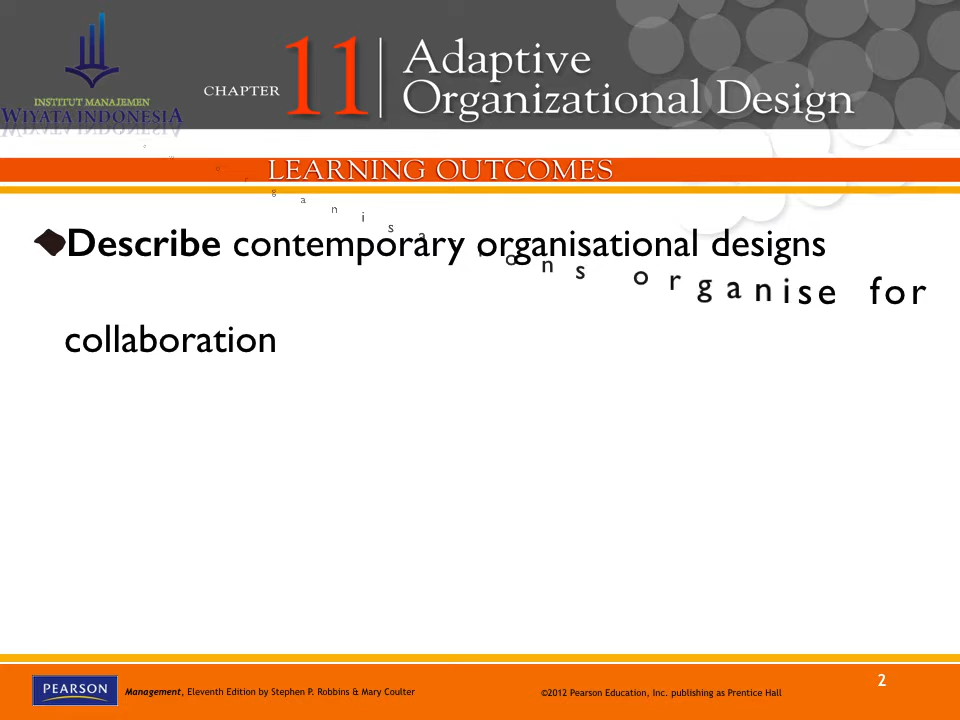 INSTITUT MANAJEMEN
WIYATA INDONESIA
CHAPTER 11
Adaptive
Organizational Design
LEARNING OUTCOMES
Describe contemporary organisational designs
organisations organise for
collaboration
PEARSON
Management, Eleventh Edition by Stephen P. Robbins & Mary Coulter
©2012 Pearson Education, Inc. publishing as Prentice Hall
2